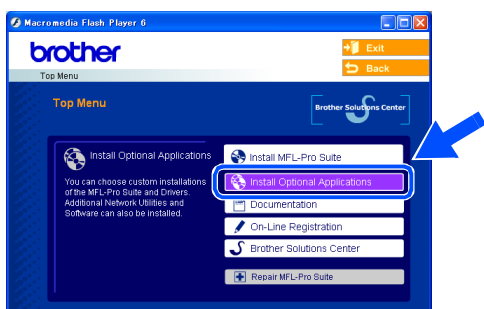 Macromedia Flash Player 6
brother
Exit
Back
Top Menu
Top Menu
Brother Solutions Center
Install Optional Applications
You can choose custom installations
of the MFL-Pro Suite and Drivers.
Additional Network Utilities and
Software can also be installed.
Install MFL-Pro Suite
Install Optional Applications
Documentation
On-Line Registration
Brother Solutions Center
Repair MFL-Pro Suite